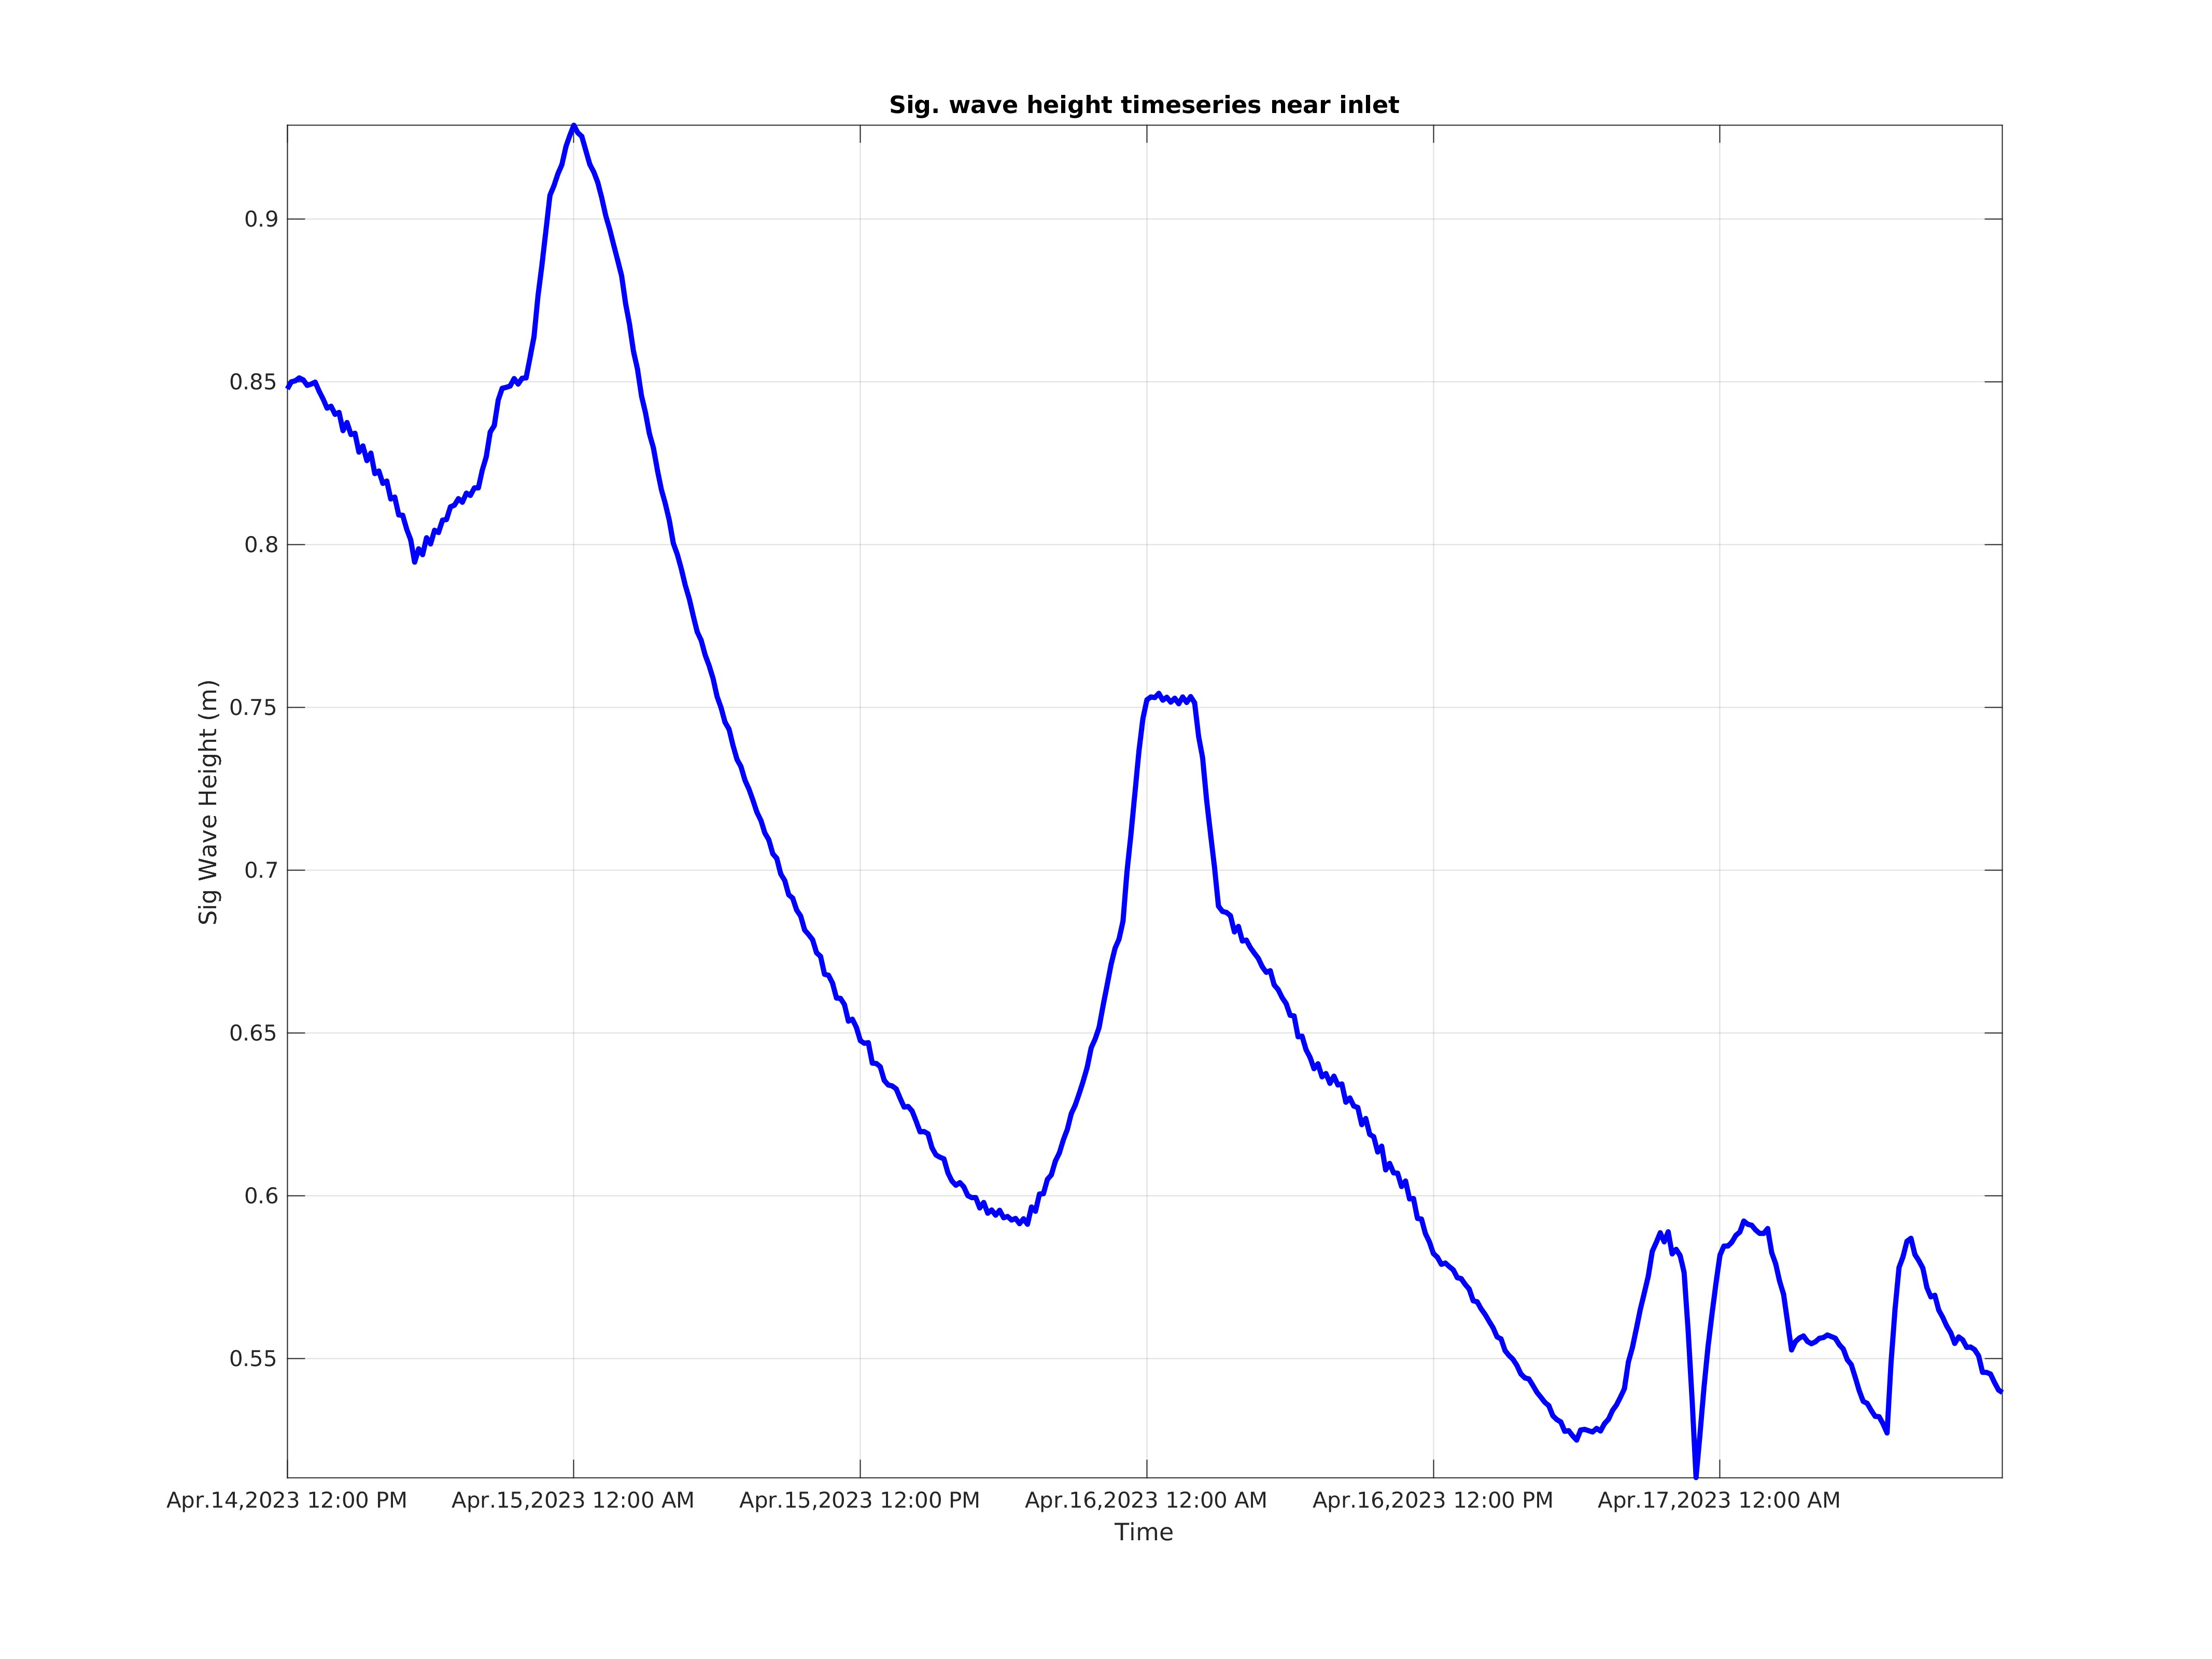 Sig. wave height timeseries near inlet
0.9
0.85
0.8
0.75
0.7
0.65
0.6
0.55
Sig Wave Height (m)
Apr.14,2023 12:00 PM Apr.15,2023 12:00 AM Apr.15,2023 12:00 PM Apr.16,2023 12:00 AM Apr.16,2023 12:00 PM Apr.17,2023 12:00 AM
Time